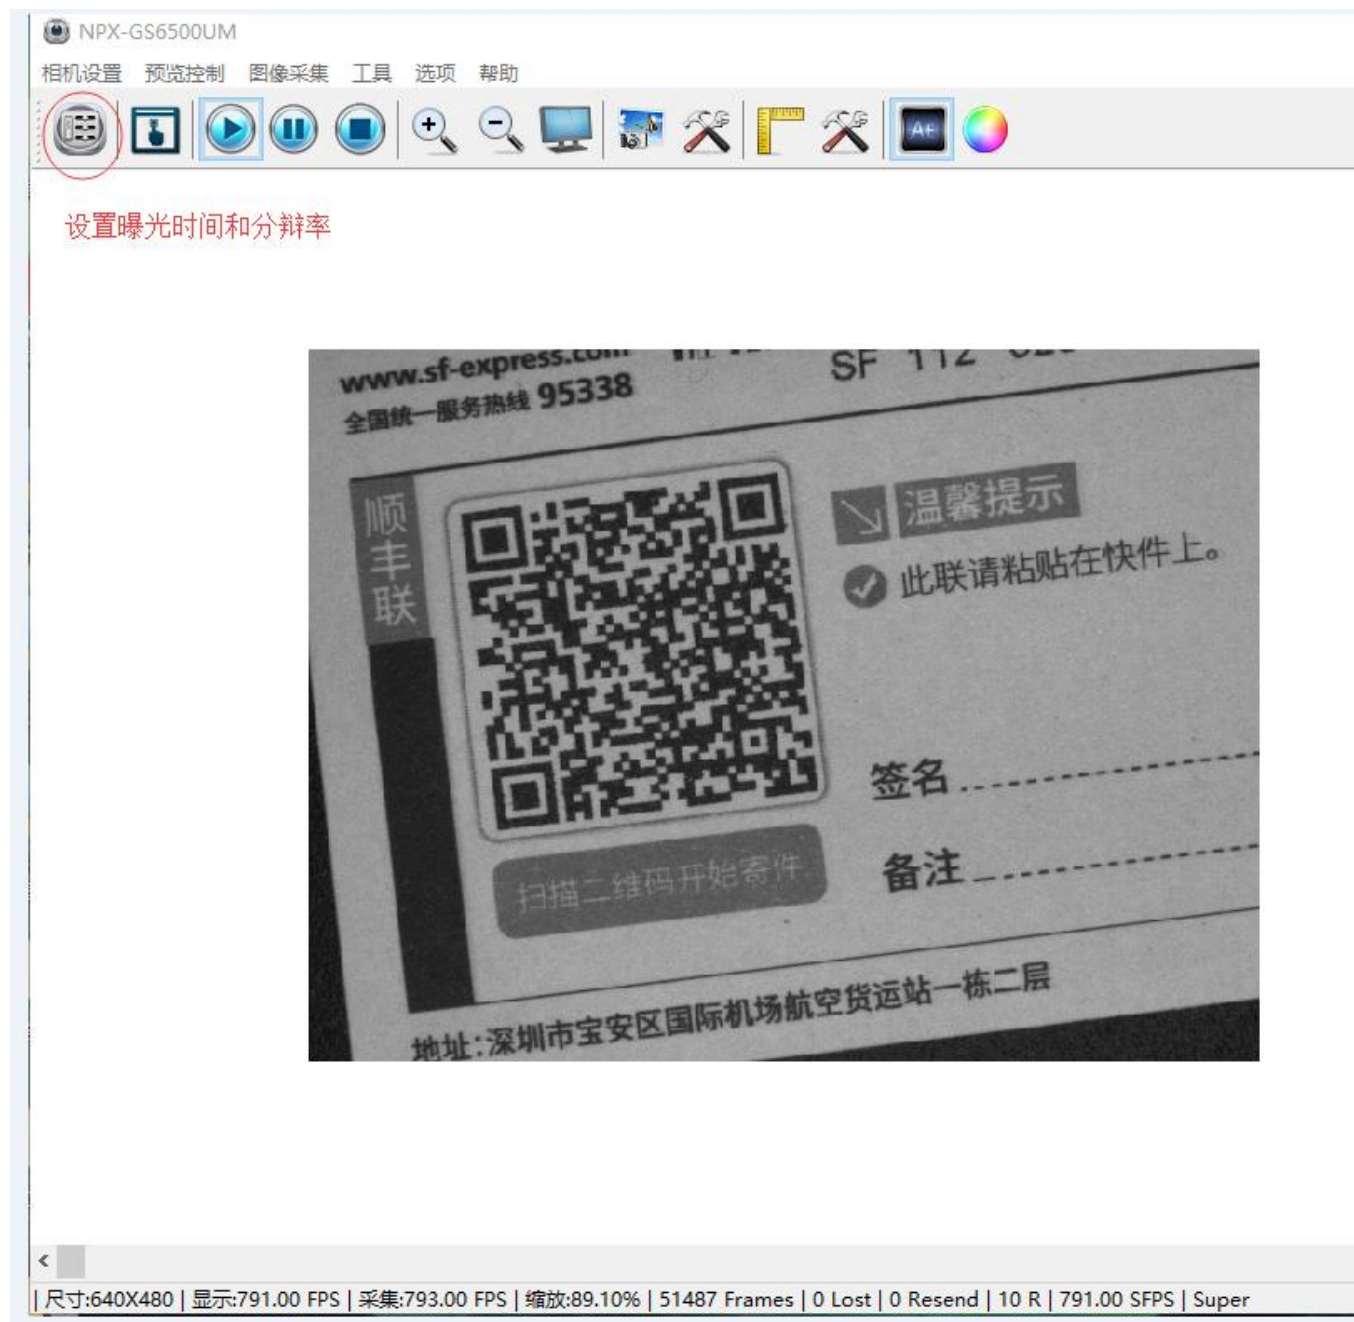 NPX-GS6500UM
相机设置 预览控制 图像采集 工具 选项 帮助
AE
设置曝光时间和分辩率
www.sf-express.com
SF 112
全国统一服务热线 95338
顺丰联
温馨提示
此联请粘贴在快件上。
签名
备注
扫描二维码开始寄件
地址:深圳市宝安区国际机场航空货运站一栋二层
| 尺寸:640X480 | 显示:791.00 FPS | 采集:793.00 FPS | 缩放:89.10% | 51487 Frames | 0 Lost | 0 Resend | 10 R | 791.00 SFPS | Super